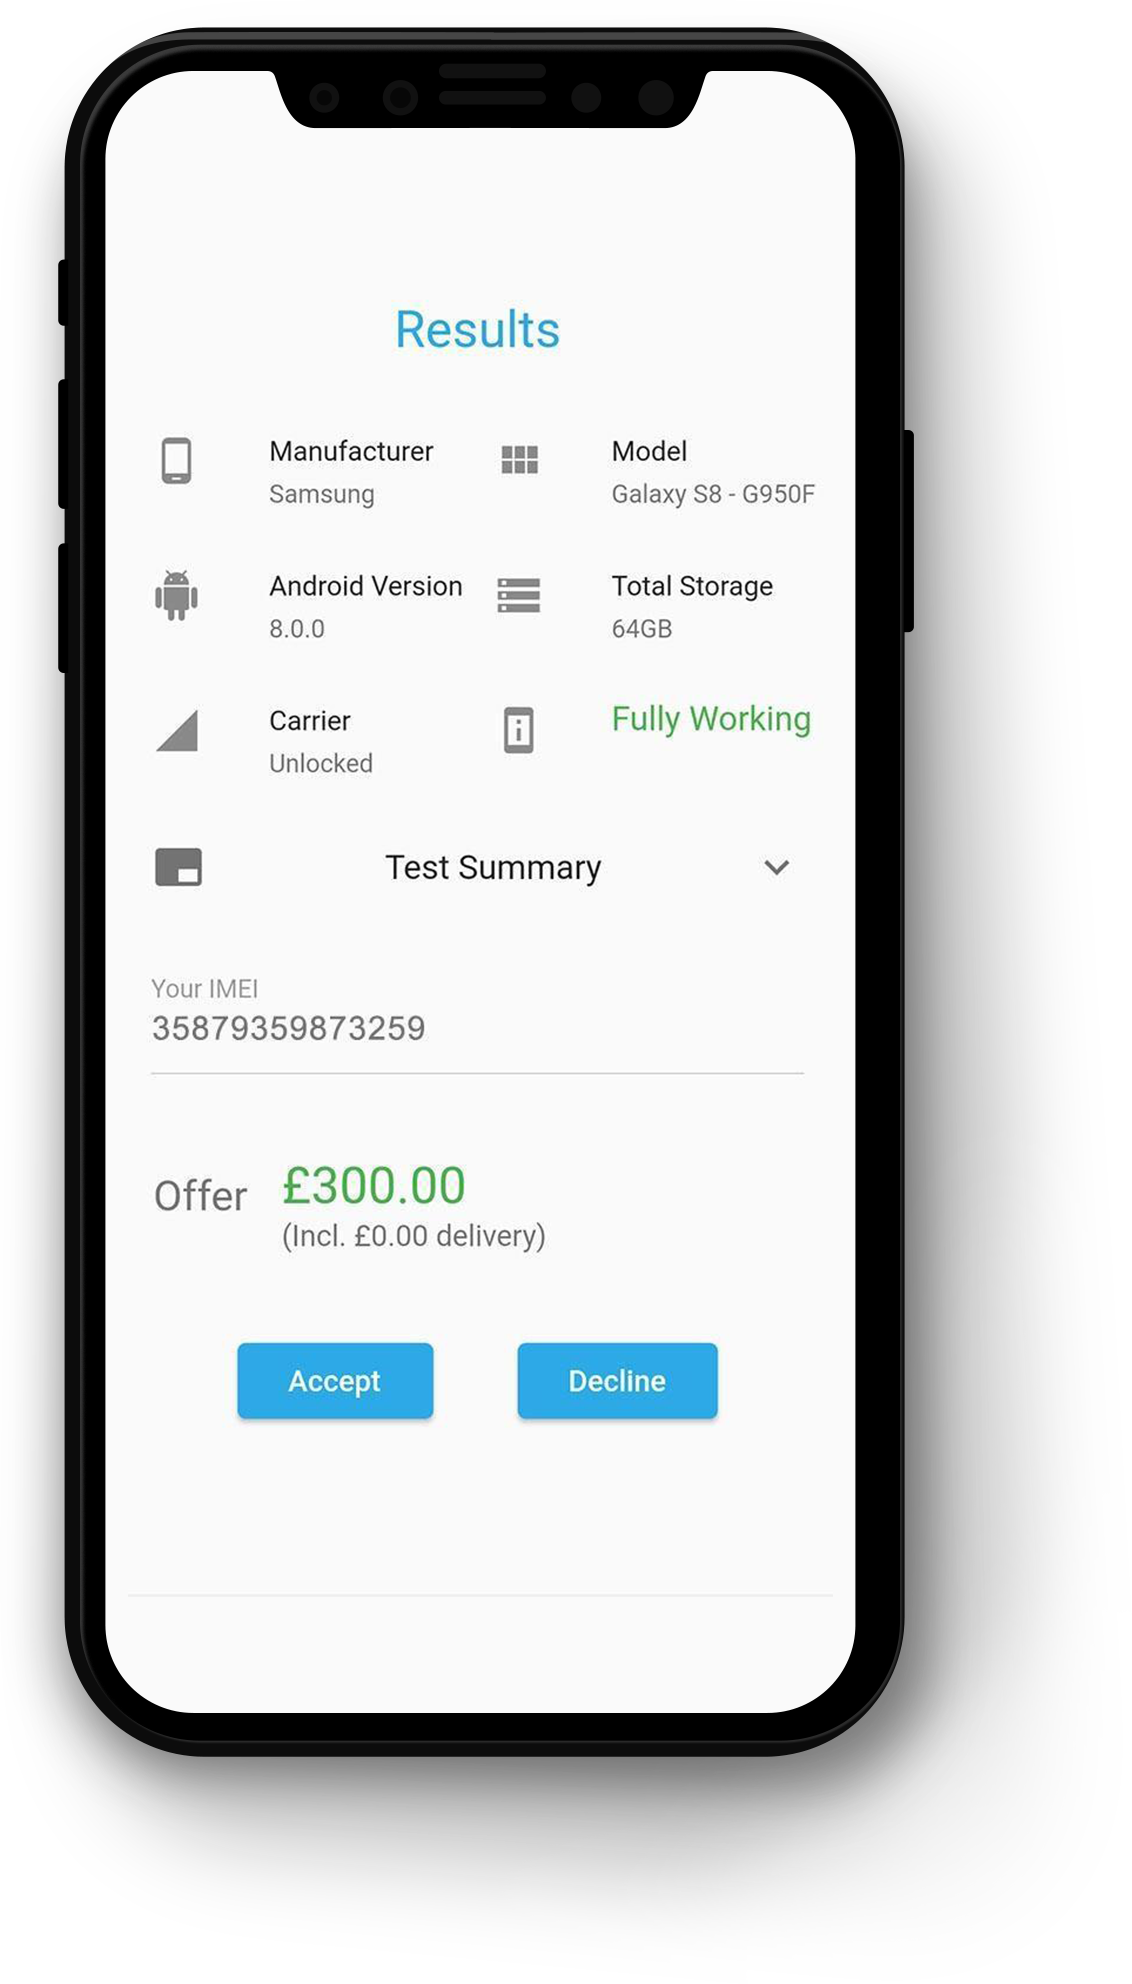 Results
Manufacturer
Samsung
Model
Galaxy S8 - G950F
Android Version
8.0.0
Total Storage
64GB
Carrier
Unlocked
Fully Working
Test Summary
Your IMEI
35879359873259
Offer £300.00
(Incl. £0.00 delivery)
Accept
Decline